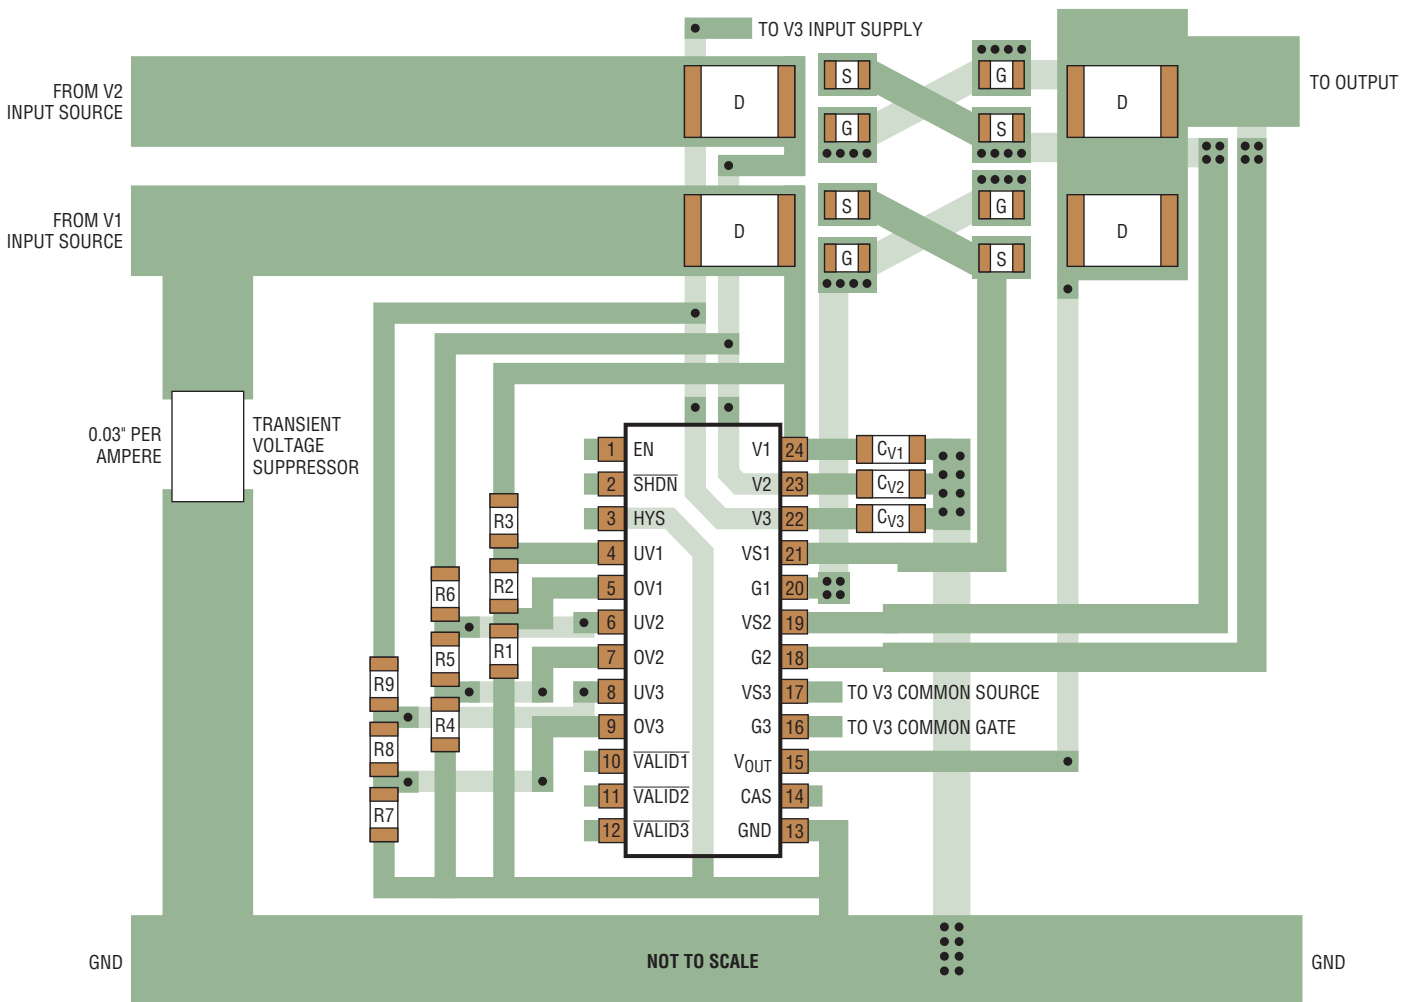 TO V3 INPUT SUPPLY
FROM V2
INPUT SOURCE
D
S
G
G
S
D
TO OUTPUT
FROM V1
INPUT SOURCE
D
S
G
G
S
D
0.03" PER
AMPERE
TRANSIENT
VOLTAGE
SUPPRESSOR
1 EN
2 SHDN
3 HYS
4 UV1
5 OV1
6 UV2
7 OV2
8 UV3
9 OV3
10 VALID1
11 VALID2
12 VALID3
V1 24
V2 23
V3 22
VS1 21
G1 20
VS2 19
G2 18
VS3 17
G3 16
VOUT 15
CAS 14
GND 13
CV1
CV2
CV3
TO V3 COMMON SOURCE
TO V3 COMMON GATE
R3
R2
R1
R6
R5
R4
R9
R8
R7
GND
NOT TO SCALE
GND